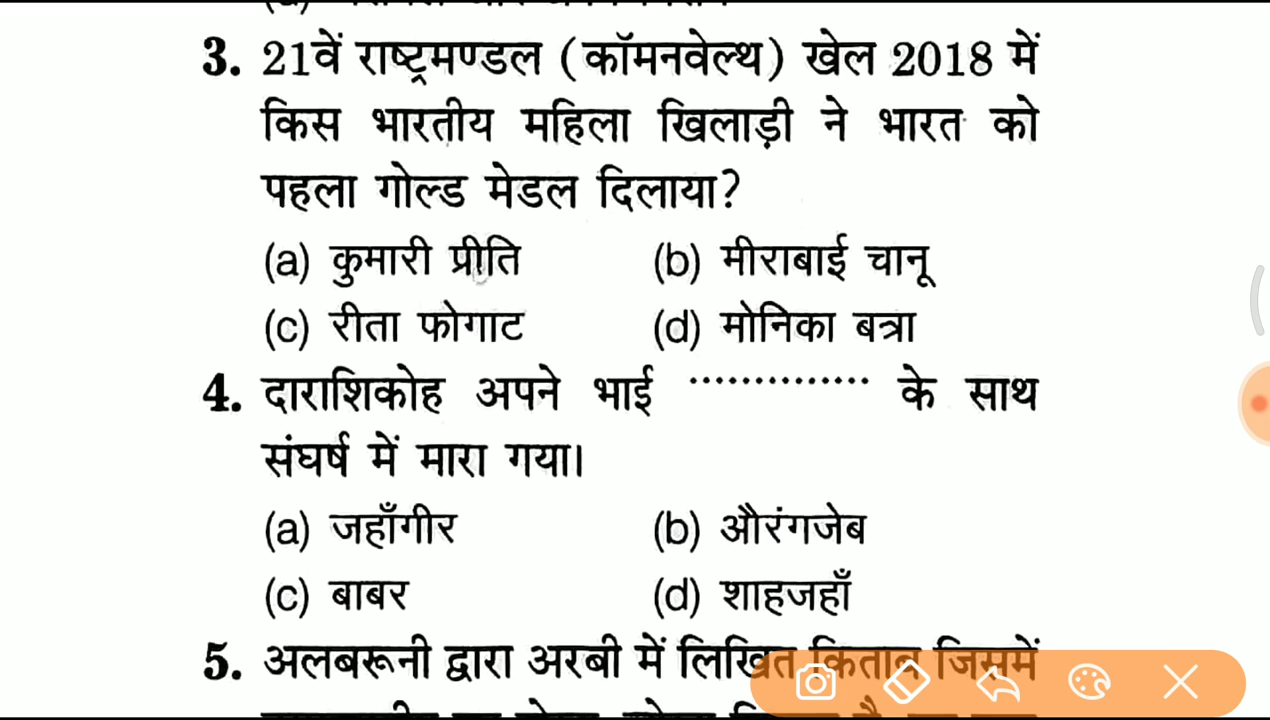 3. 21वें राष्ट्रमण्डल (कॉमनवेल्थ) खेल 2018 में
किस भारतीय महिला खिलाड़ी ने भारत को
पहला गोल्ड मेडल दिलाया?
(a) कुमारी प्रीति (b) मीराबाई चानू
(c) रीता फोगाट (d) मोनिका बत्रा
4. दाराशिकोह अपने भाई .............. के साथ
संघर्ष में मारा गया।
(a) जहाँगीर (b) औरंगजेब
(c) बाबर (d) शाहजहाँ
5. अलबरूनी द्वारा अरबी में लिखित किताब जिसमें